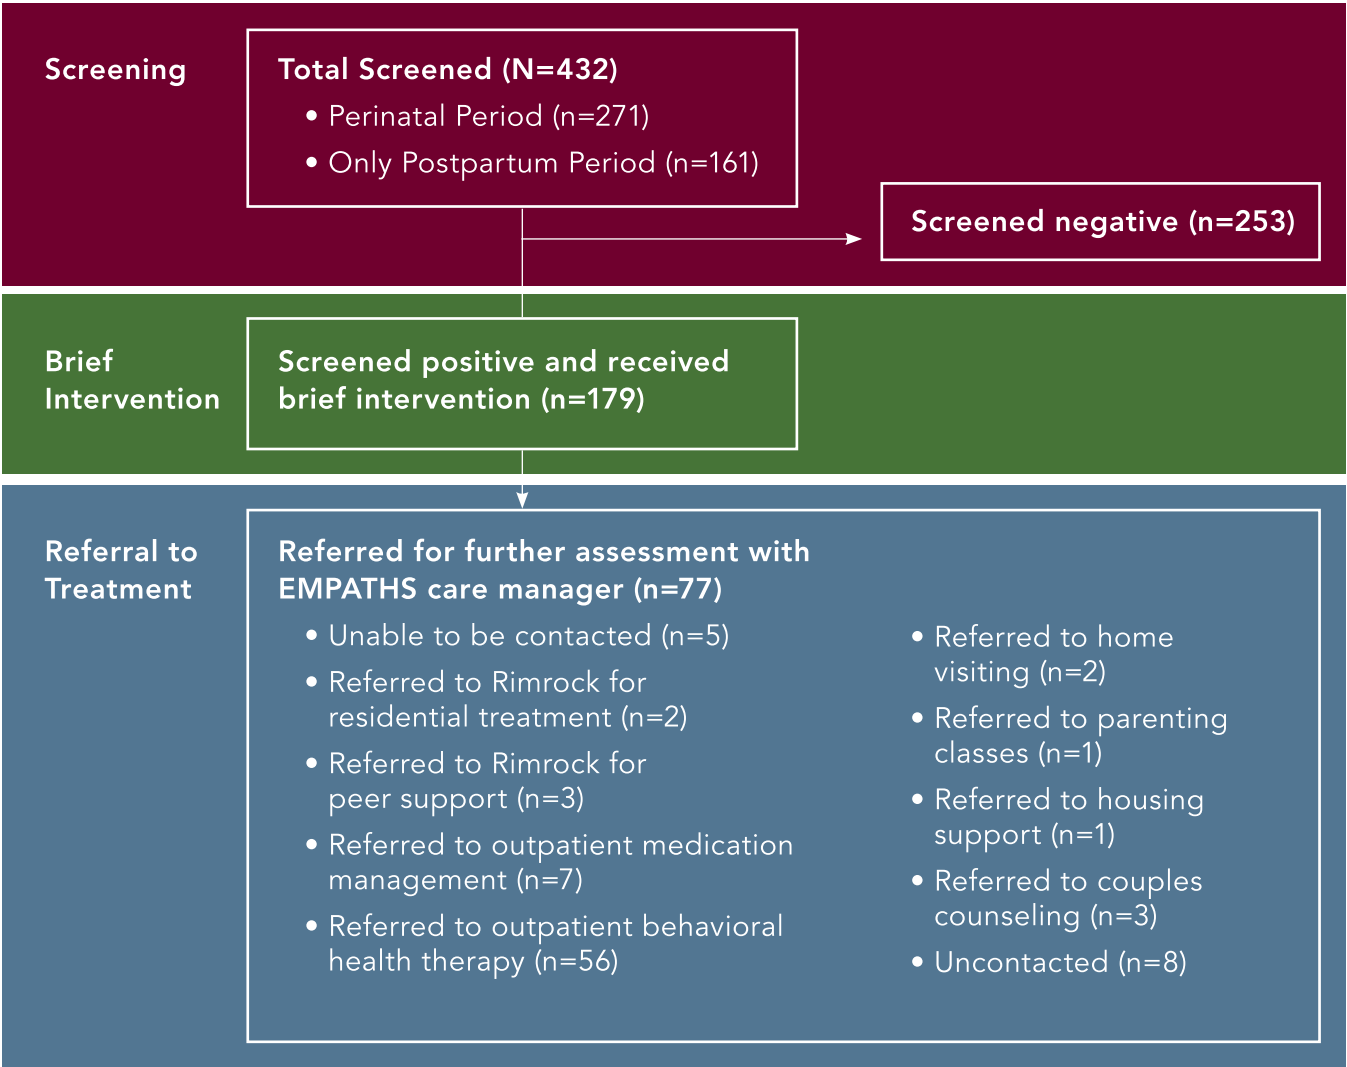 Screening
Total Screened (N=432)
• Perinatal Period (n=271)
• Only Postpartum Period (n=161)
Screened negative (n=253)
Brief
Intervention
Screened positive and received
brief intervention (n=179)
Referral to
Treatment
Referred for further assessment with
EMPATHS care manager (n=77)
• Unable to be contacted (n=5)
• Referred to Rimrock for
residential treatment (n=2)
• Referred to Rimrock for
peer support (n=3)
• Referred to outpatient medication
management (n=7)
• Referred to outpatient behavioral
health therapy (n=56)
• Referred to home
visiting (n=2)
• Referred to parenting
classes (n=1)
• Referred to housing
support (n=1)
• Referred to couples
counseling (n=3)
• Uncontacted (n=8)